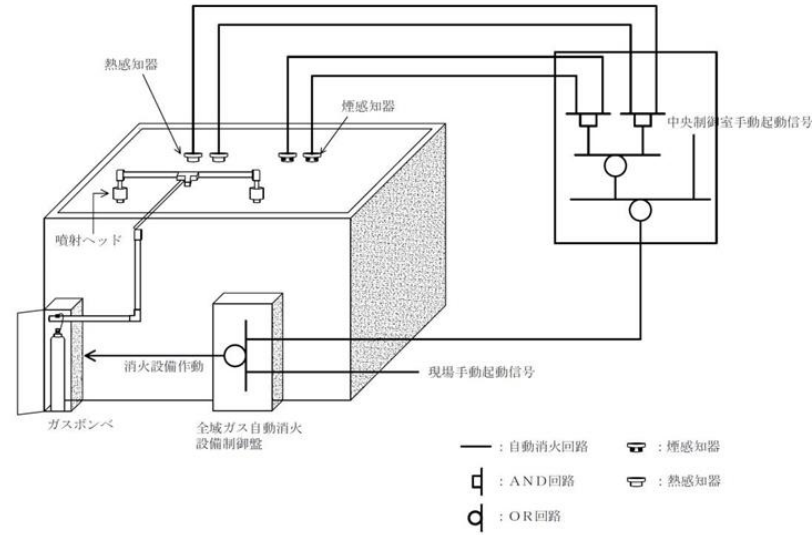 熱感知器
煙感知器
中央制御室手動起動信号
噴射ヘッド
消火設備作動
現場手動起動信号
ガスボンベ
全域ガス自動消火
設備制御盤
：自動消火回路
：煙感知器
：AND回路
：熱感知器
：OR回路